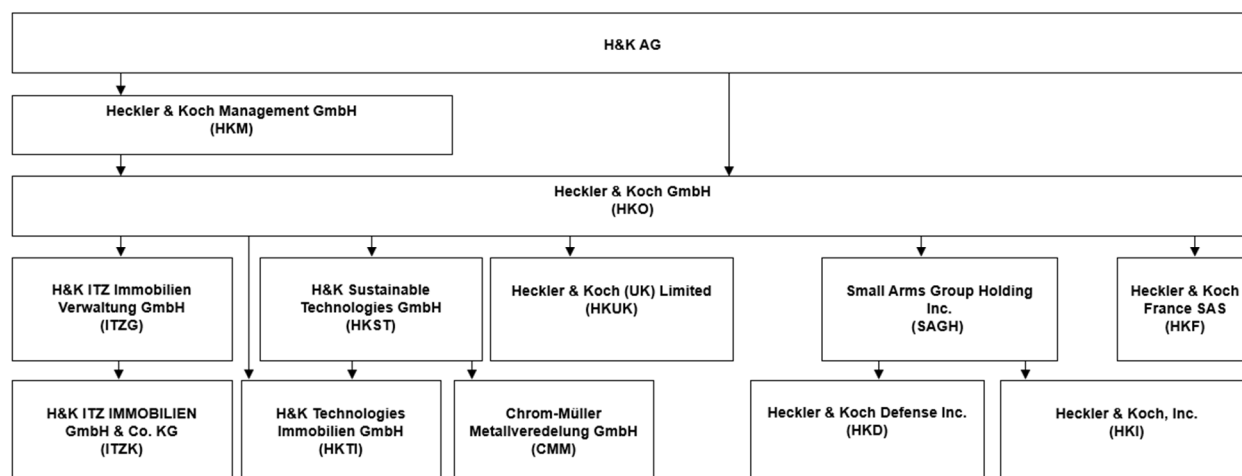 H&K AG
Heckler & Koch Management GmbH
(HKM)
Heckler & Koch GmbH
(HKO)
H&K ITZ Immobilien
Verwaltung GmbH
(ITZG)
H&K Sustainable
Technologies GmbH
(HKST)
Heckler & Koch (UK) Limited
(HKUK)
Small Arms Group Holding
Inc.
(SAGH)
Heckler & Koch
France SAS
(HKF)
H&K ITZ IMMOBILIEN
GmbH & Co. KG
(ITZK)
H&K Technologies
Immobilien GmbH
(HKTI)
Chrom-Müller
Metallveredelung GmbH
(CMM)
Heckler & Koch Defense Inc.
(HKD)
Heckler & Koch, Inc.
(HKI)